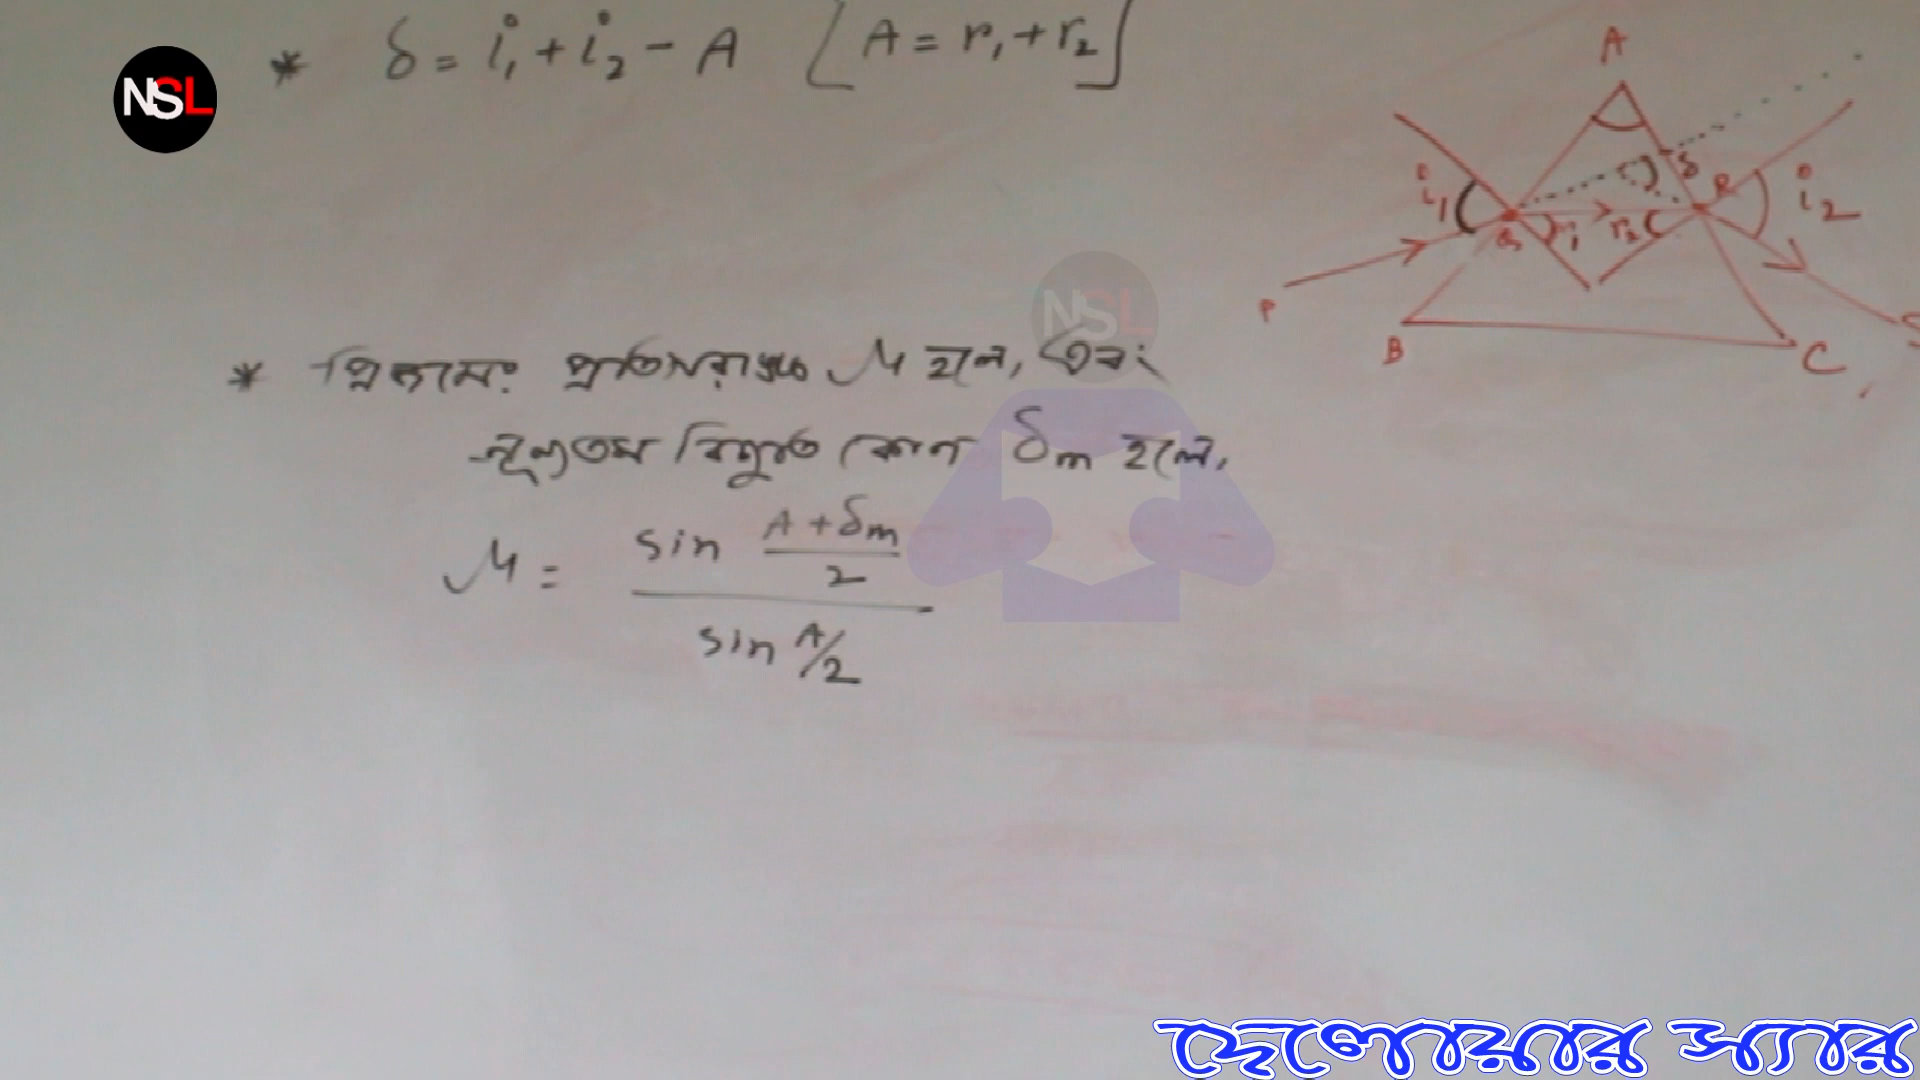 * δ = i₁ + i₂ - A [A = r₁ + r₂]
NSL
A
δ
i₁
R
i₂
Q
r₁
r₂
P
S
B
C
NSL
* প্রিজমের প্রতিসরাঙ্ক μ হলে, এবং
ন্যূনতম বিচ্যুতি কোন δm হলে,
μ = sin (A + δm)/2
sin A/2
দেলোয়ার স্যার